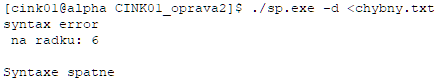 [cink01@alpha CINK01_oprava2]$ ./sp.exe -d <chybny.txt
syntax error
 na radku: 6

Syntaxe spatne